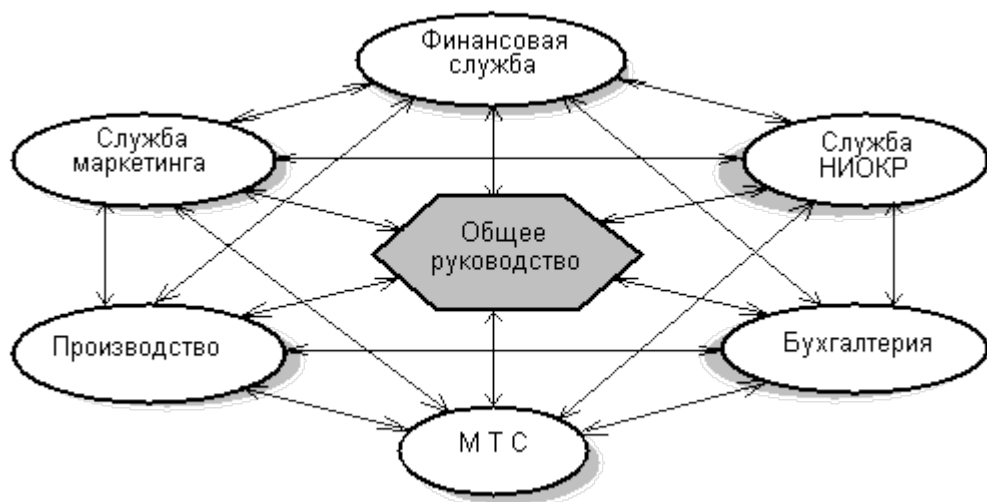 Финансовая
служба
Служба
маркетинга
Служба
НИОКР
Общее
руководство
Производство
Бухгалтерия
М Т С